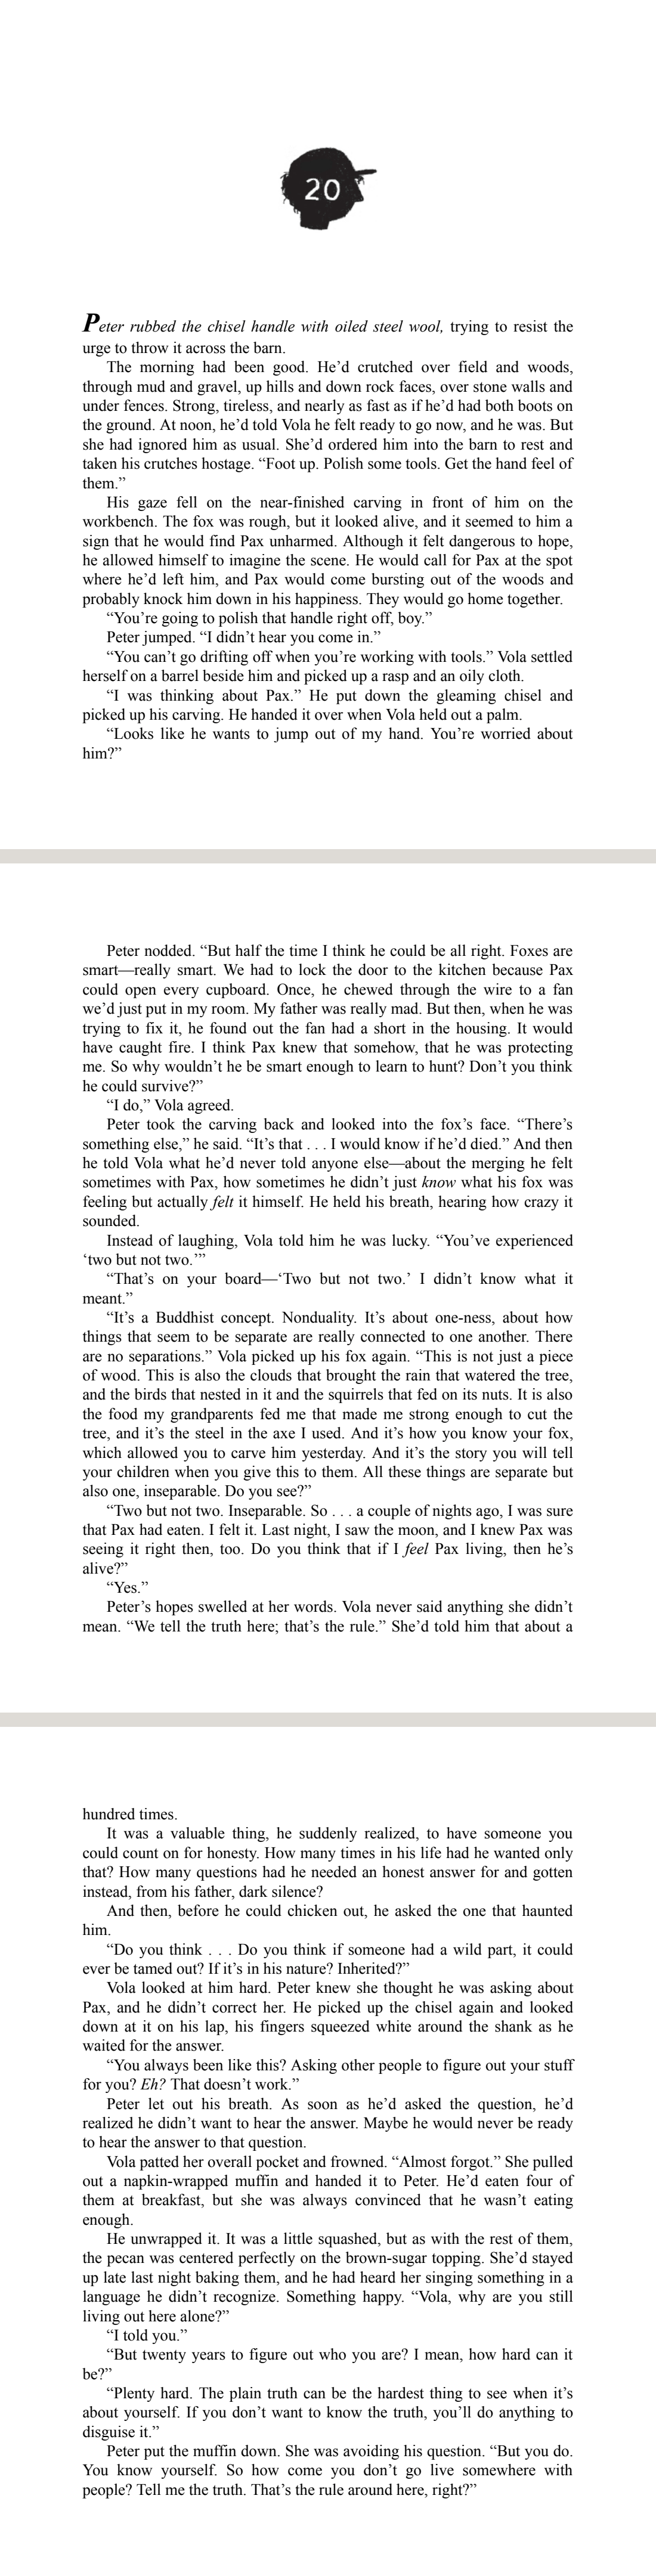 20
Peter rubbed the chisel handle with oiled steel wool, trying to resist the
urge to throw it across the barn.
The morning had been good. He’d crutched over field and woods,
through mud and gravel, up hills and down rock faces, over stone walls and
under fences. Strong, tireless, and nearly as fast as if he’d had both boots on
the ground. At noon, he’d told Vola he felt ready to go now, and he was. But
she had ignored him as usual. She’d ordered him into the barn to rest and
taken his crutches hostage. “Foot up. Polish some tools. Get the hand feel of
them.”
His gaze fell on the near-finished carving in front of him on the
workbench. The fox was rough, but it looked alive, and it seemed to him a
sign that he would find Pax unharmed. Although it felt dangerous to hope,
he allowed himself to imagine the scene. He would call for Pax at the spot
where he’d left him, and Pax would come bursting out of the woods and
probably knock him down in his happiness. They would go home together.
“You’re going to polish that handle right off, boy.”
Peter jumped. “I didn’t hear you come in.”
“You can’t go drifting off when you’re working with tools.” Vola settled
herself on a barrel beside him and picked up a rasp and an oily cloth.
“I was thinking about Pax.” He put down the gleaming chisel and
picked up his carving. He handed it over when Vola held out a palm.
“Looks like he wants to jump out of my hand. You’re worried about
him?”
Peter nodded. “But half the time I think he could be all right. Foxes are
smart—really smart. We had to lock the door to the kitchen because Pax
could open every cupboard. Once, he chewed through the wire to a fan
we’d just put in my room. My father was really mad. But then, when he was
trying to fix it, he found out the fan had a short in the housing. It would
have caught fire. I think Pax knew that somehow, that he was protecting
me. So why wouldn’t he be smart enough to learn to hunt? Don’t you think
he could survive?”
“I do,” Vola agreed.
Peter took the carving back and looked into the fox’s face. “There’s
something else,” he said. “It’s that . . . I would know if he’d died.” And then
he told Vola what he’d never told anyone else—about the merging he felt
sometimes with Pax, how sometimes he didn’t just know what his fox was
feeling but actually felt it himself. He held his breath, hearing how crazy it
sounded.
Instead of laughing, Vola told him he was lucky. “You’ve experienced
‘two but not two.’”
“That’s on your board—‘Two but not two.’ I didn’t know what it
meant.”
“It’s a Buddhist concept. Nonduality. It’s about one-ness, about how
things that seem to be separate are really connected to one another. There
are no separations.” Vola picked up his fox again. “This is not just a piece
of wood. This is also the clouds that brought the rain that watered the tree,
and the birds that nested in it and the squirrels that fed on its nuts. It is also
the food my grandparents fed me that made me strong enough to cut the
tree, and it’s the steel in the axe I used. And it’s how you know your fox,
which allowed you to carve him yesterday. And it’s the story you will tell
your children when you give this to them. All these things are separate but
also one, inseparable. Do you see?”
“Two but not two. Inseparable. So . . . a couple of nights ago, I was sure
that Pax had eaten. I felt it. Last night, I saw the moon, and I knew Pax was
seeing it right then, too. Do you think that if I feel Pax living, then he’s
alive?”
“Yes.”
Peter’s hopes swelled at her words. Vola never said anything she didn’t
mean. “We tell the truth here; that’s the rule.” She’d told him that about a
hundred times.
It was a valuable thing, he suddenly realized, to have someone you
could count on for honesty. How many times in his life had he wanted only
that? How many questions had he needed an honest answer for and gotten
instead, from his father, dark silence?
And then, before he could chicken out, he asked the one that haunted
him.
“Do you think . . . Do you think if someone had a wild part, it could
ever be tamed out? If it’s in his nature? Inherited?”
Vola looked at him hard. Peter knew she thought he was asking about
Pax, and he didn’t correct her. He picked up the chisel again and looked
down at it on his lap, his fingers squeezed white around the shank as he
waited for the answer.
“You always been like this? Asking other people to figure out your stuff
for you? Eh? That doesn’t work.”
Peter let out his breath. As soon as he’d asked the question, he’d
realized he didn’t want to hear the answer. Maybe he would never be ready
to hear the answer to that question.
Vola patted her overall pocket and frowned. “Almost forgot.” She pulled
out a napkin-wrapped muffin and handed it to Peter. He’d eaten four of
them at breakfast, but she was always convinced that he wasn’t eating
enough.
He unwrapped it. It was a little squashed, but as with the rest of them,
the pecan was centered perfectly on the brown-sugar topping. She’d stayed
up late last night baking them, and he had heard her singing something in a
language he didn’t recognize. Something happy. “Vola, why are you still
living out here alone?”
“I told you.”
“But twenty years to figure out who you are? I mean, how hard can it
be?”
“Plenty hard. The plain truth can be the hardest thing to see when it’s
about yourself. If you don’t want to know the truth, you’ll do anything to
disguise it.”
Peter put the muffin down. She was avoiding his question. “But you do.
You know yourself. So how come you don’t go live somewhere with
people? Tell me the truth. That’s the rule around here, right?”